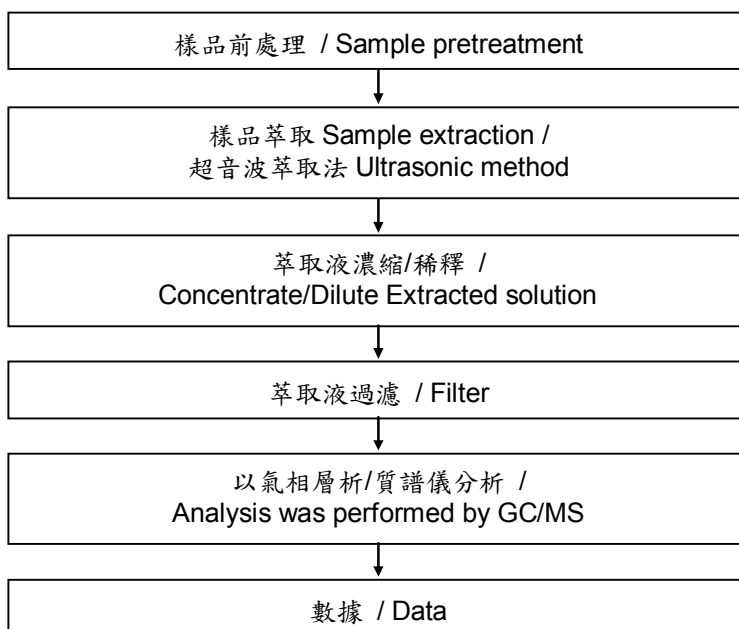 樣品前處理 / Sample pretreatment
樣品萃取 Sample extraction /
超音波萃取法 Ultrasonic method
萃取液濃縮/稀釋 /
Concentrate/Dilute Extracted solution
萃取液過濾 / Filter
以氣相層析/質譜儀分析 /
Analysis was performed by GC/MS
數據 / Data